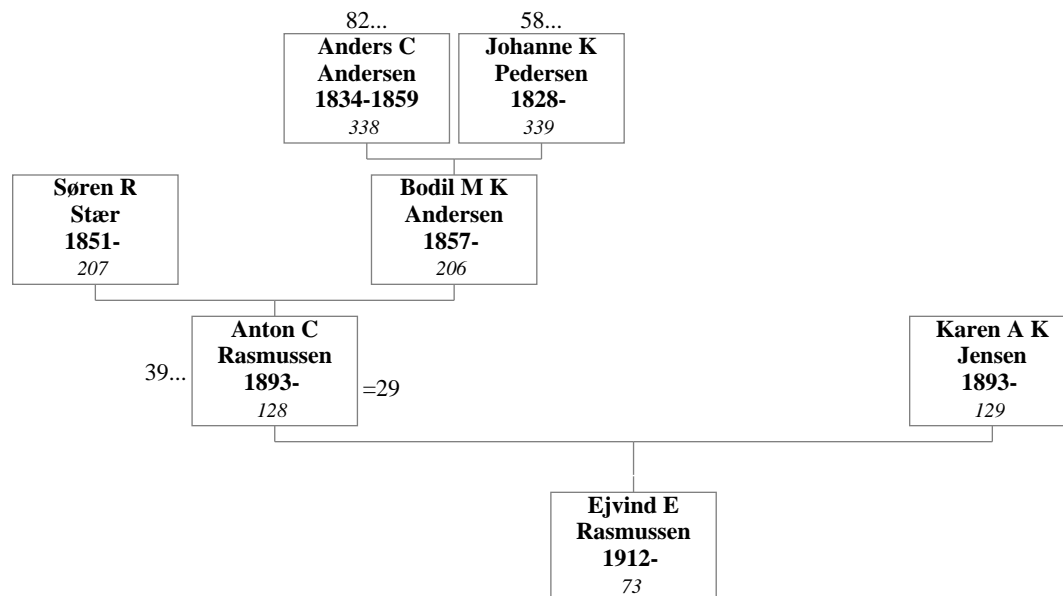 82...
58...
Anders C
Andersen
1834-1859
338
Johanne K
Pedersen
1828-
339
Søren R
Stær
1851-
207
Bodil M K
Andersen
1857-
206
39...
Anton C
Rasmussen
1893-
128
=29
Karen A K
Jensen
1893-
129
Ejvind E
Rasmussen
1912-
73